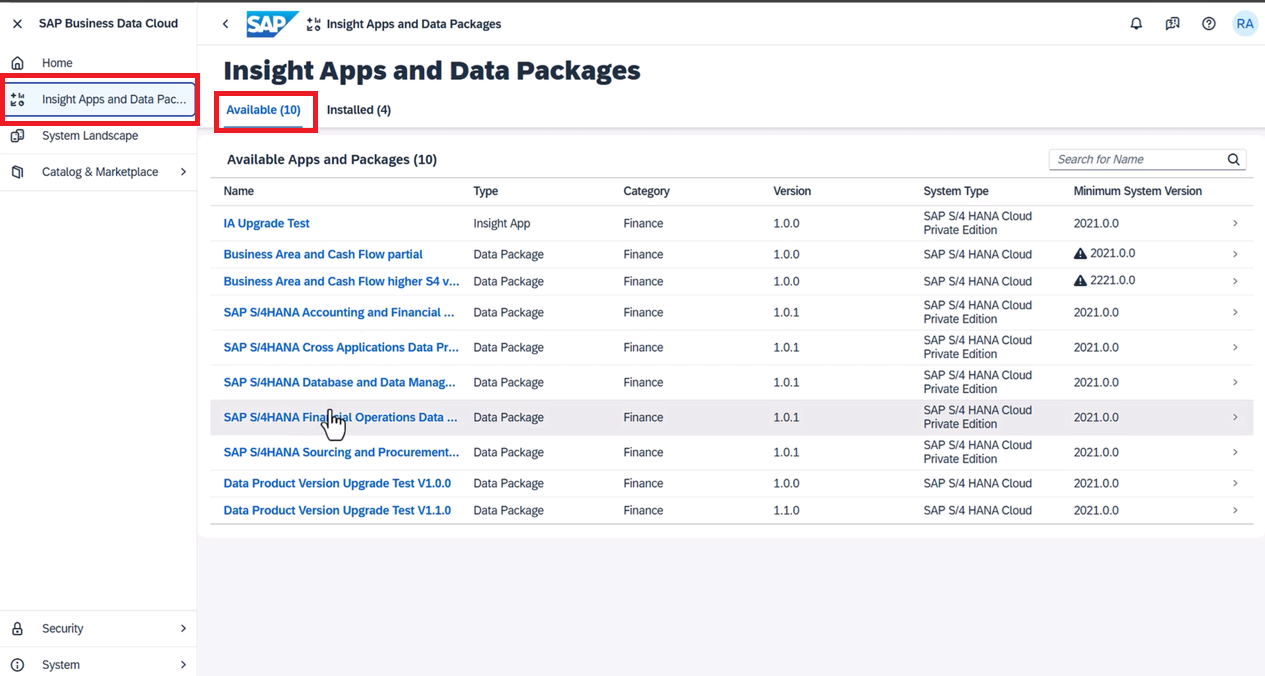 SAP Business Data Cloud
Home
Insight Apps and Data Pac...
System Landscape
Catalog & Marketplace
Security
System
SAP
Insight Apps and Data Packages
RA
Insight Apps and Data Packages
Available (10) Installed (4)
Available Apps and Packages (10)
Search for Name
Name Type Category Version System Type Minimum System Version
IA Upgrade Test Insight App Finance 1.0.0 SAP S/4 HANA Cloud Private Edition 2021.0.0
Business Area and Cash Flow partial Data Package Finance 1.0.0 SAP S/4 HANA Cloud 2021.0.0
Business Area and Cash Flow higher S4 v... Data Package Finance 1.0.0 SAP S/4 HANA Cloud 2221.0.0
SAP S/4HANA Accounting and Financial ... Data Package Finance 1.0.1 SAP S/4 HANA Cloud Private Edition 2021.0.0
SAP S/4HANA Cross Applications Data Pr... Data Package Finance 1.0.1 SAP S/4 HANA Cloud Private Edition 2021.0.0
SAP S/4HANA Database and Data Manag... Data Package Finance 1.0.1 SAP S/4 HANA Cloud Private Edition 2021.0.0
SAP S/4HANA Financial Operations Data ... Data Package Finance 1.0.1 SAP S/4 HANA Cloud Private Edition 2021.0.0
SAP S/4HANA Sourcing and Procurement... Data Package Finance 1.0.1 SAP S/4 HANA Cloud Private Edition 2021.0.0
Data Product Version Upgrade Test V1.0.0 Data Package Finance 1.0.0 SAP S/4 HANA Cloud 2021.0.0
Data Product Version Upgrade Test V1.1.0 Data Package Finance 1.1.0 SAP S/4 HANA Cloud 2021.0.0